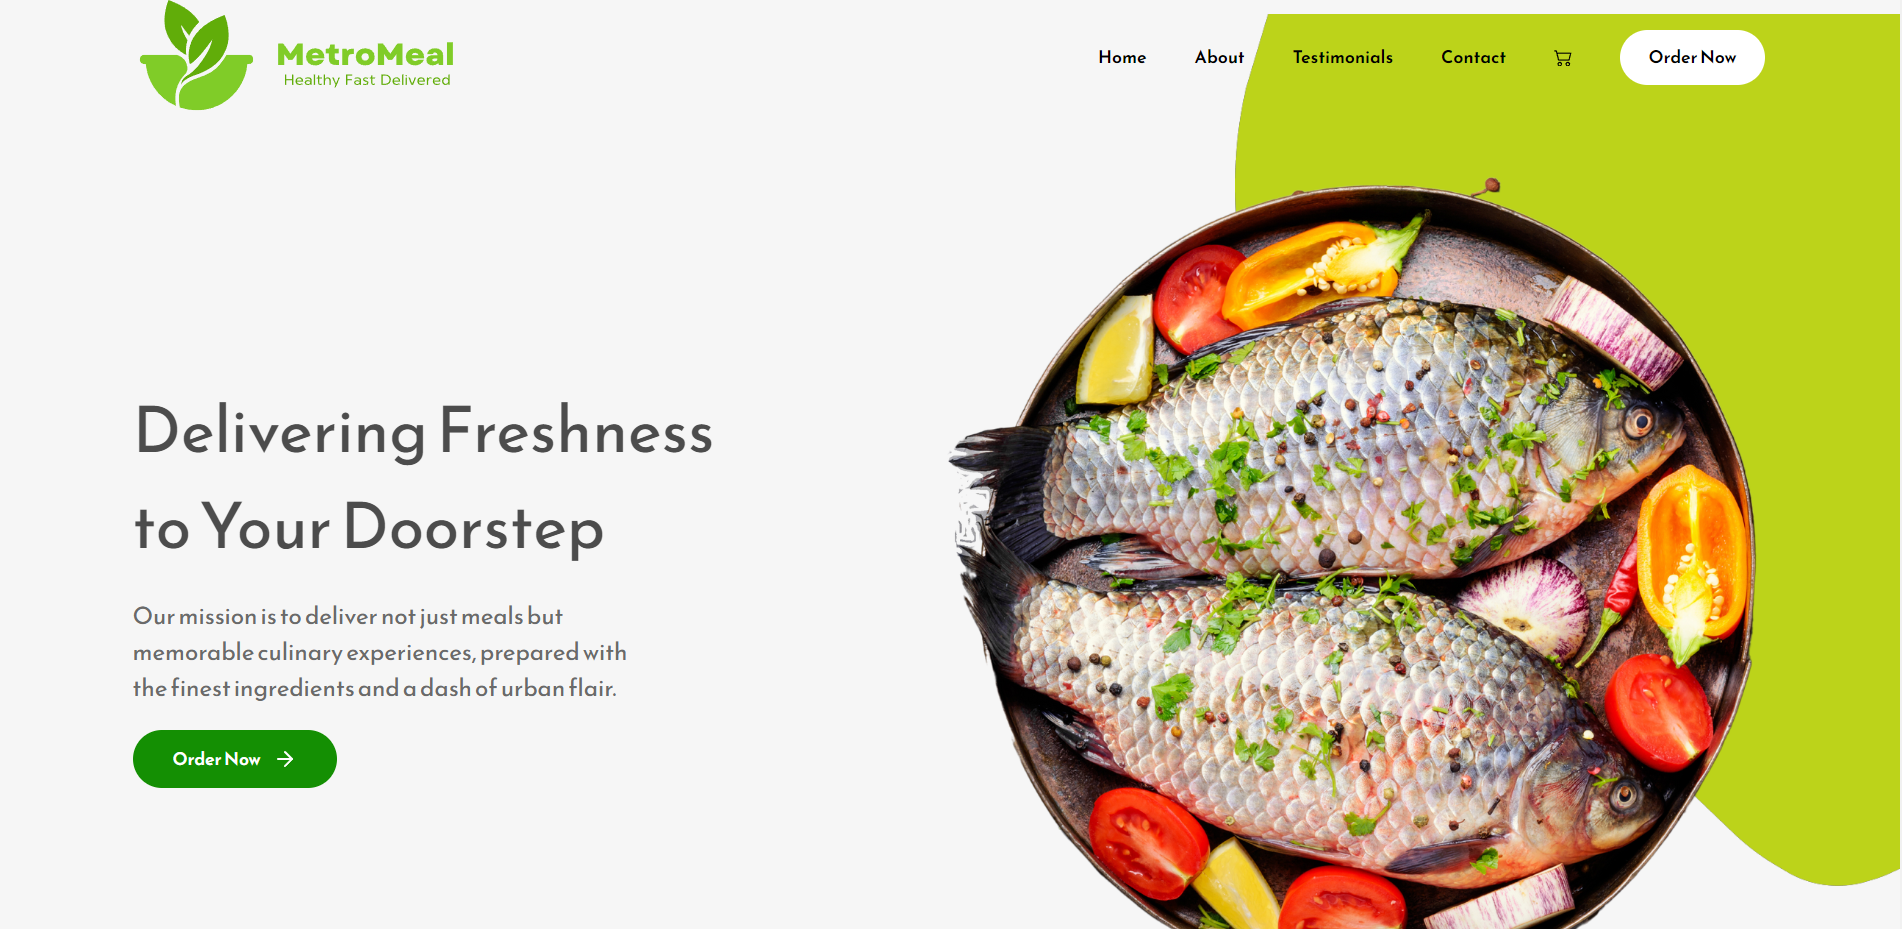 MetroMeal
Healthy Fast Delivered
Home About Testimonials Contact Order Now
Delivering Freshness
to Your Doorstep
Our mission is to deliver not just meals but
memorable culinary experiences, prepared with
the finest ingredients and a dash of urban flair.
Order Now